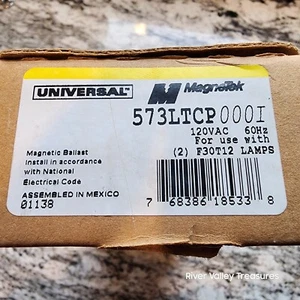 UNIVERSAL™ M MagneTek
573LTCP000I
120VAC 60Hz
For use with
(2) F30T12 LAMPS
Magnetic Ballast
Install in accordance
with National
Electrical Code
ASSEMBLED IN MEXICO
01138
7 68386 18533 8
River Valley Treasures